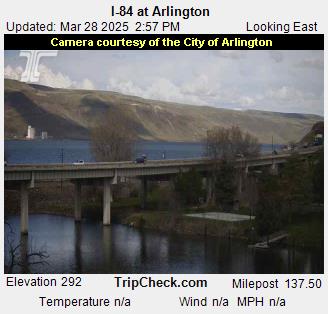 I-84 at Arlington
Updated: Mar 28 2025 2:57 PM Looking East
Camera courtesy of the City of Arlington
Elevation 292 TripCheck.com Milepost 137.50
Temperature n/a Wind n/a MPH n/a